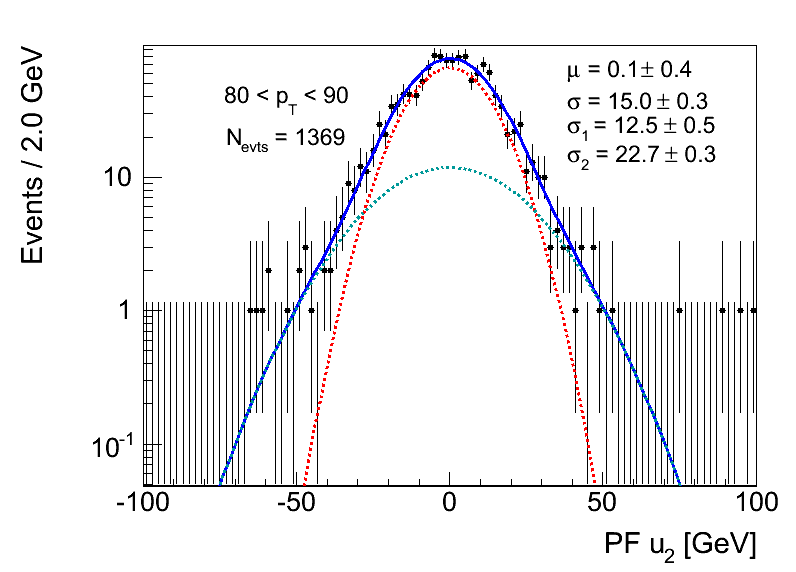 Events / 2.0 GeV
80 < p_T < 90
N_evts = 1369
μ = 0.1 ± 0.4
σ = 15.0 ± 0.3
σ_1 = 12.5 ± 0.5
σ_2 = 22.7 ± 0.3
10
1
10^-1
-100 -50 0 50 100
PF u_2 [GeV]